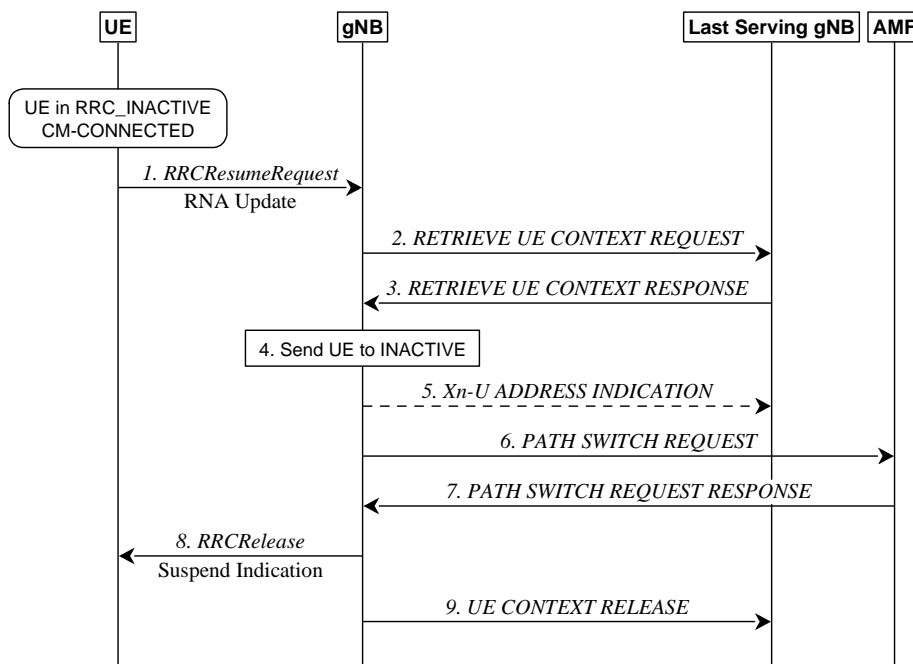 UE
gNB
Last Serving gNB
AMF
UE in RRC_INACTIVE
CM-CONNECTED
1. RRCResumeRequest
RNA Update
2. RETRIEVE UE CONTEXT REQUEST
3. RETRIEVE UE CONTEXT RESPONSE
4. Send UE to INACTIVE
5. Xn-U ADDRESS INDICATION
6. PATH SWITCH REQUEST
7. PATH SWITCH REQUEST RESPONSE
8. RRCRelease
Suspend Indication
9. UE CONTEXT RELEASE